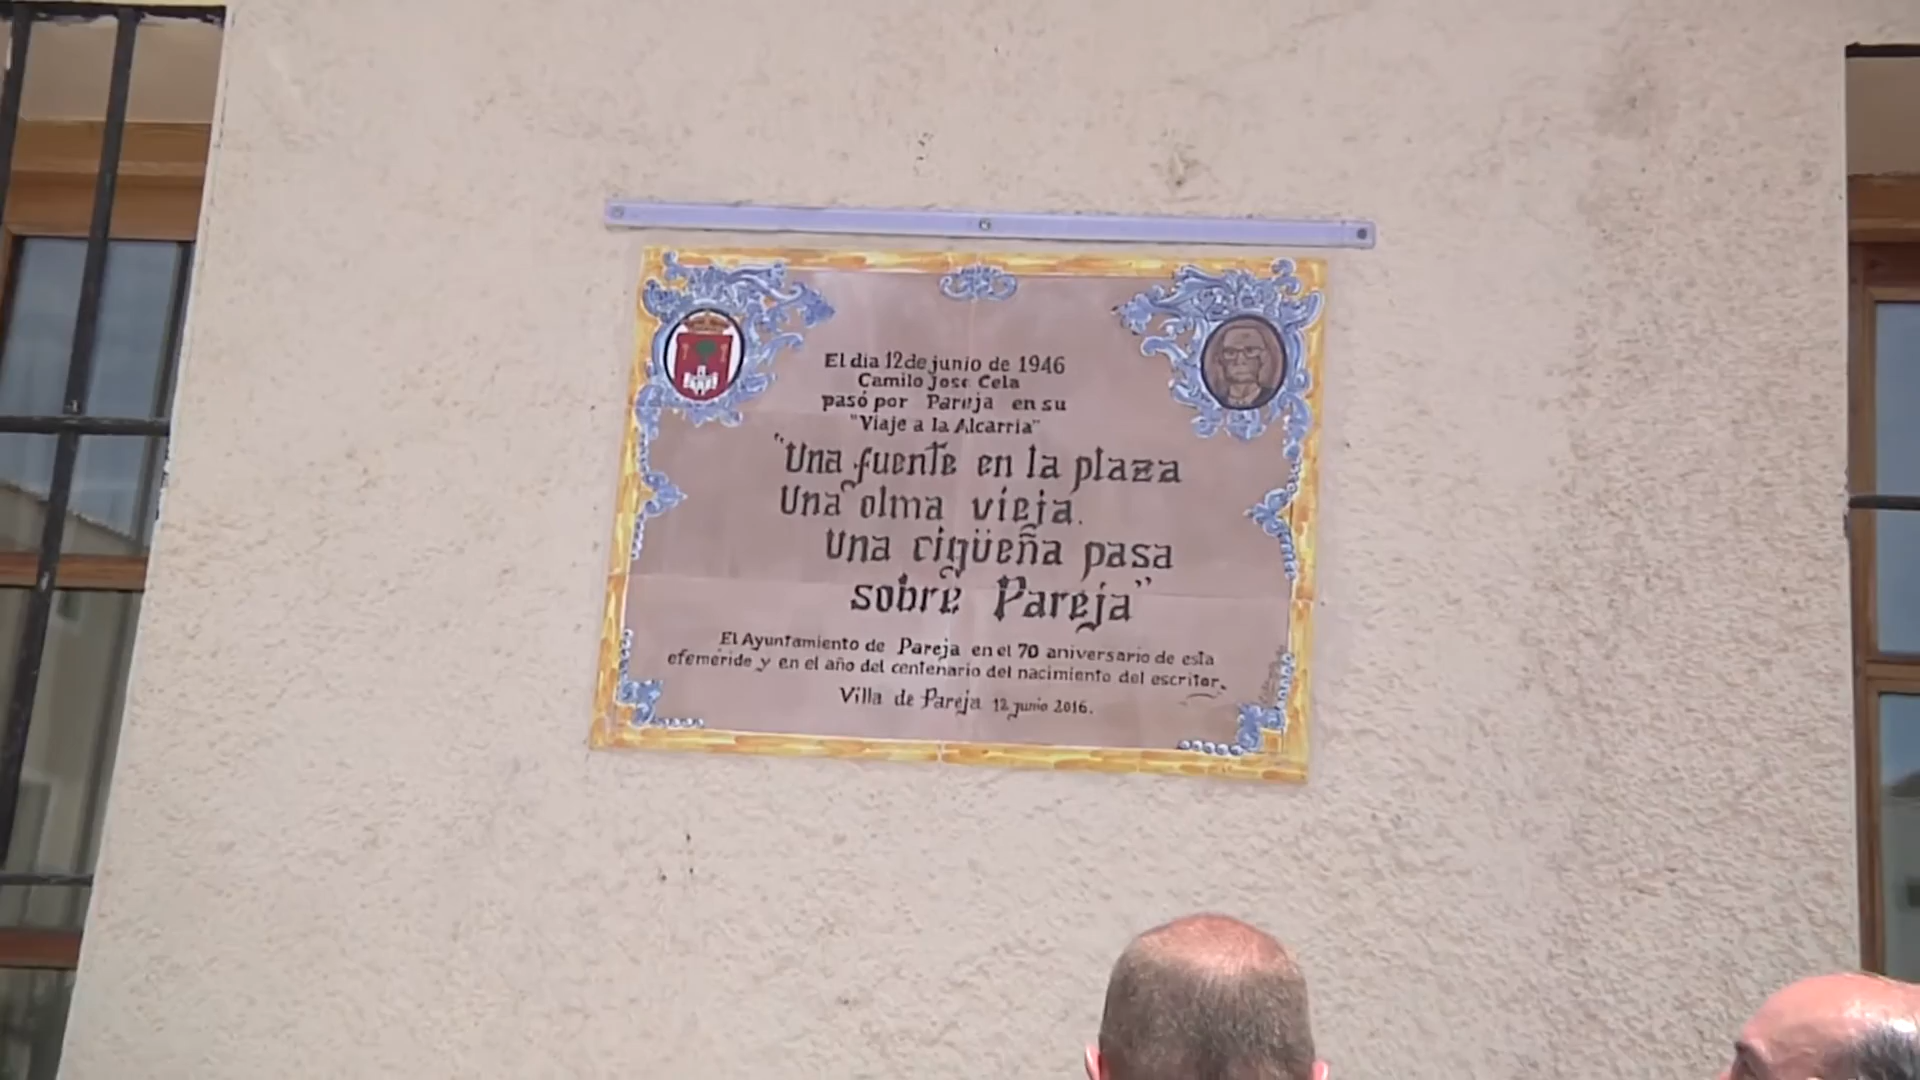 El dia 12 de junio de 1946
Camilo Jose Cela
pasó por Pareja en su
"Viaje a la Alcarria"
"Una fuente en la plaza
Una olma vieja.
Una cigüeña pasa
sobre Pareja"
El Ayuntamiento de Pareja en el 70 aniversario de esta
efeméride y en el año del centenario del nacimiento del escritor.
Villa de Pareja 12 junio 2016.